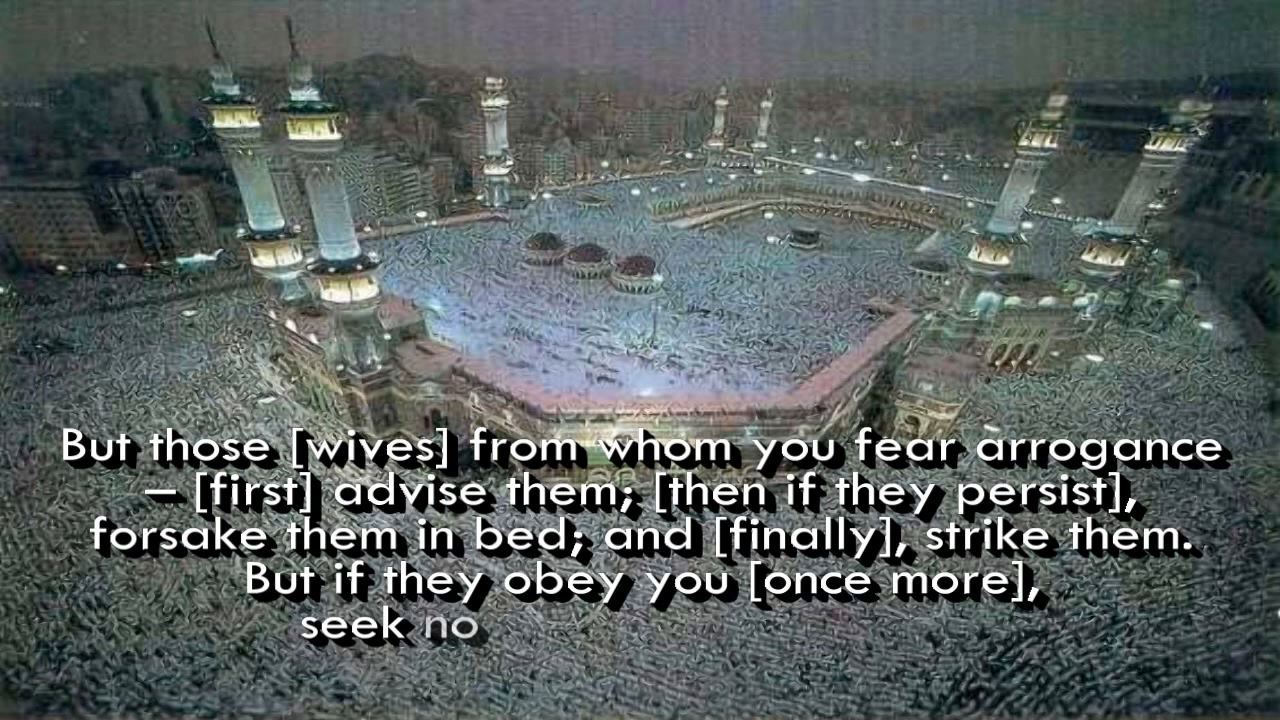 But those [wives] from whom you fear arrogance
– [first] advise them; [then if they persist],
forsake them in bed; and [finally], strike them.
But if they obey you [once more],
seek no